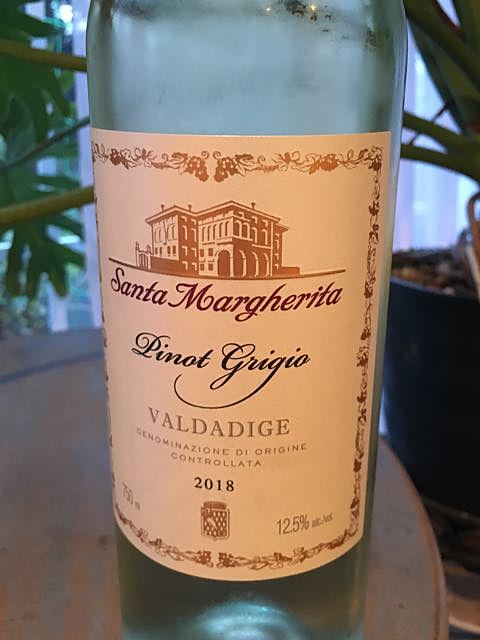 Santa Margherita
Pinot Grigio
VALDADIGE
DENOMINAZIONE DI ORIGINE
CONTROLLATA
2018
750 ml
12.5% alc./vol.